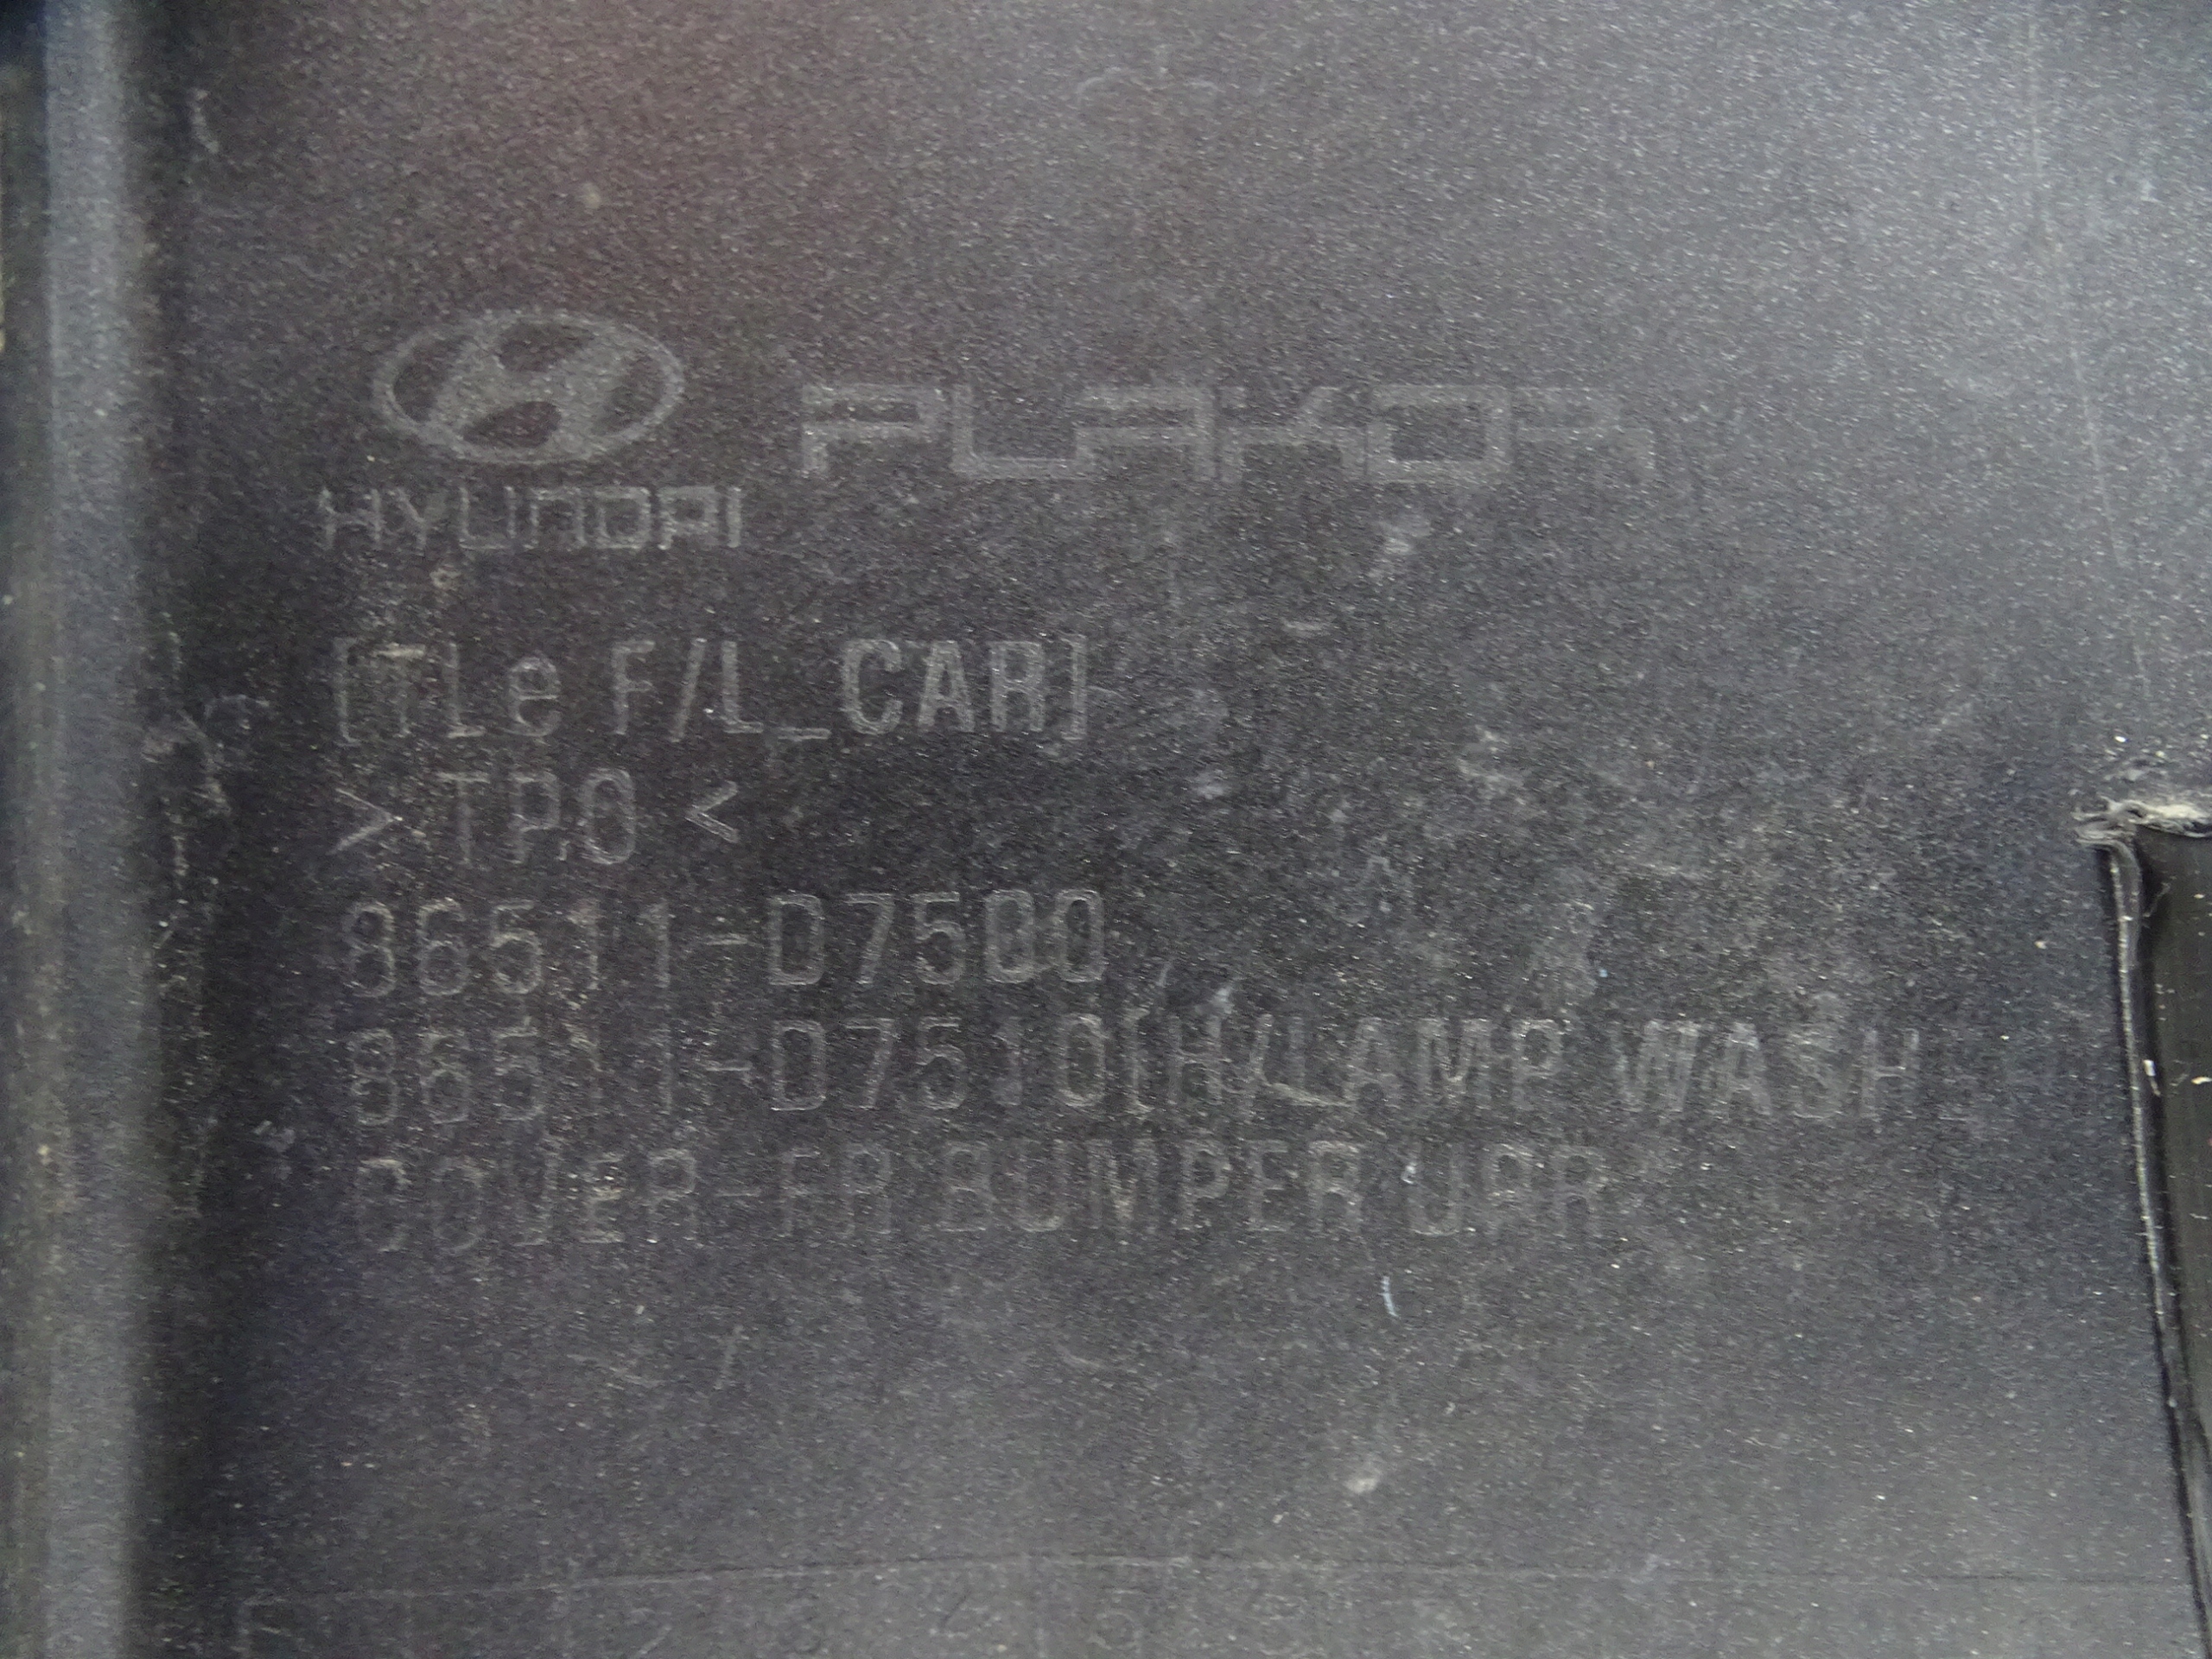 HYUNDAI PLAKOR
[TLe F/L_CAR]
> TPO <
86511-D7500
86511-D7510[H/LAMP WASH
COVER-FR BUMPER UPR